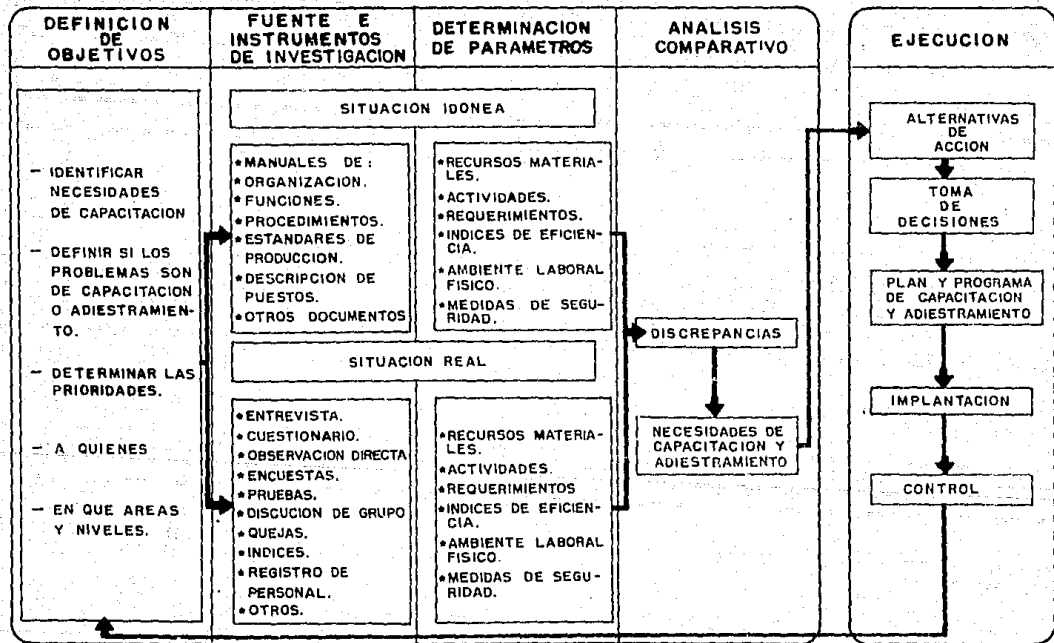 DEFINICION
DE
OBJETIVOS
FUENTE E
INSTRUMENTOS
DE INVESTIGACION
DETERMINACION
DE PARAMETROS
ANALISIS
COMPARATIVO
EJECUCION
— IDENTIFICAR
NECESIDADES
DE CAPACITACION
— DEFINIR SI LOS
PROBLEMAS SON
DE CAPACITACION
O ADIESTRAMIEN-
TO.
— DETERMINAR LAS
PRIORIDADES.
— A QUIENES
— EN QUE AREAS
Y NIVELES.
SITUACION IDONEA
* MANUALES DE :
* ORGANIZACION.
* FUNCIONES.
* PROCEDIMIENTOS.
* ESTANDARES DE
PRODUCCION.
* DESCRIPCION DE
PUESTOS.
* OTROS DOCUMENTOS
* RECURSOS MATERIA-
LES.
* ACTIVIDADES.
* REQUERIMIENTOS.
* INDICES DE EFICIEN-
CIA.
* AMBIENTE LABORAL
FISICO.
* MEDIDAS DE SEGU-
RIDAD.
SITUACION REAL
* ENTREVISTA.
* CUESTIONARIO.
* OBSERVACION DIRECTA
* ENCUESTAS.
* PRUEBAS.
* DISCUCION DE GRUPO
* QUEJAS.
* INDICES.
* REGISTRO DE
PERSONAL.
* OTROS.
* RECURSOS MATERIA-
LES.
* ACTIVIDADES.
* REQUERIMIENTOS
* INDICES DE EFICIEN-
CIA.
* AMBIENTE LABORAL
FISICO.
* MEDIDAS DE SEGU-
RIDAD.
DISCREPANCIAS
NECESIDADES DE
CAPACITACION Y
ADIESTRAMIENTO
ALTERNATIVAS
DE
ACCION
TOMA
DE
DECISIONES
PLAN Y PROGRAMA
DE CAPACITACION
Y ADIESTRAMIENTO
IMPLANTACION
CONTROL